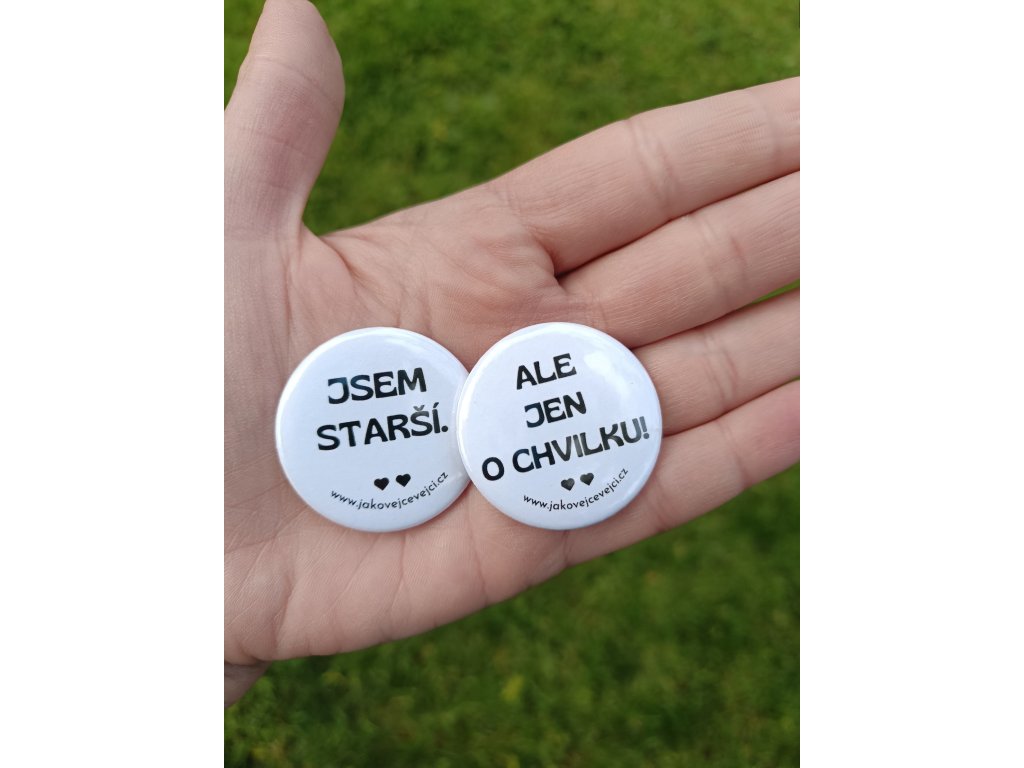 JSEM
STARŠÍ.
www.jakovejcevejci.cz
ALE
JEN
O CHVILKU!
www.jakovejcevejci.cz